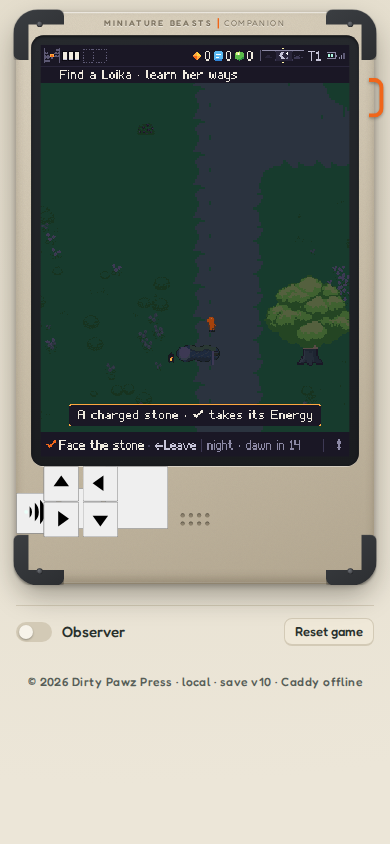 MINIATURE BEASTS | COMPANION
0 0 0 T1
Find a Loika · learn her ways
A charged stone · ✔ takes its Energy
✔Face the stone · ←Leave | night · dawn in 14
Observer
Reset game
© 2026 Dirty Pawz Press · local · save v10 · Caddy offline